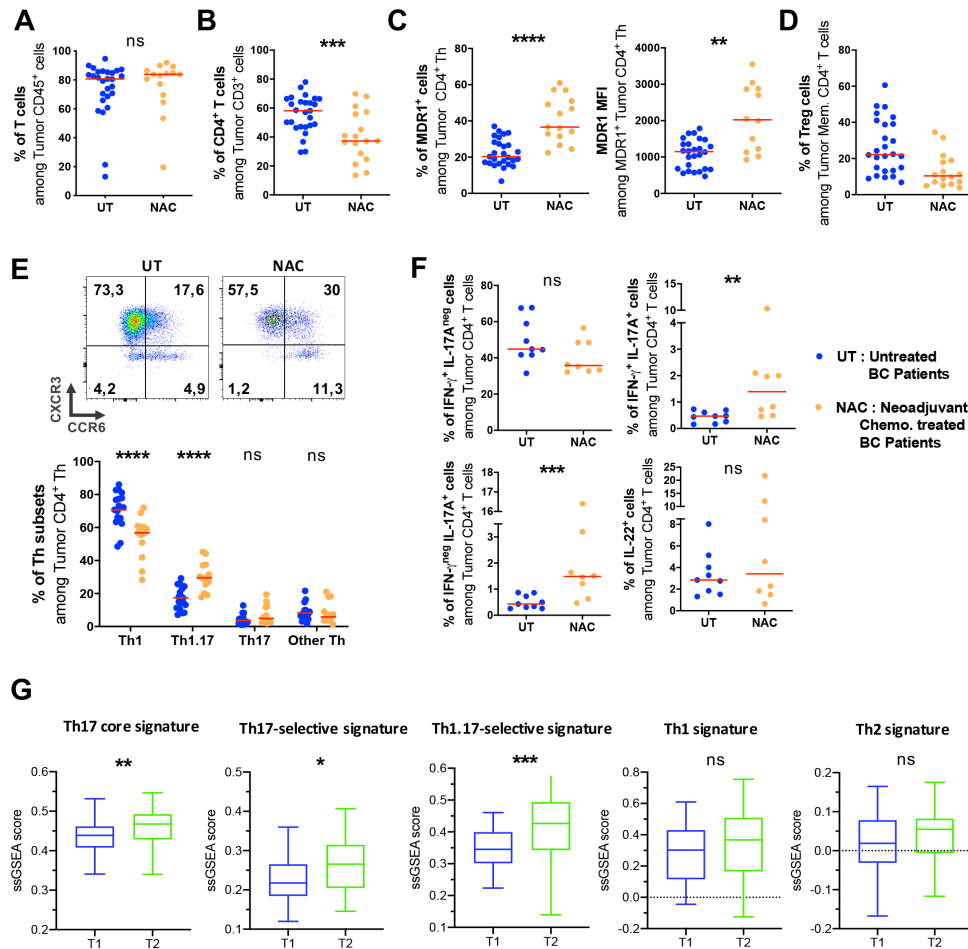 A
ns
% of T cells
among Tumor CD45+ cells
100
80
60
40
20
0
UT
NAC
B
***
% of CD4+ T cells
among Tumor CD3+ cells
100
80
60
40
20
0
UT
NAC
C
****
% of MDR1+ cells
among Tumor CD4+ Th
80
60
40
20
0
UT
NAC
**
MDR1 MFI
among MDR1+ Tumor CD4+ Th
4000
3000
2000
1000
0
UT
NAC
D
% of Treg cells
among Tumor Mem. CD4+ T cells
80
60
40
20
0
UT
NAC
E
UT
NAC
73,3
17,6
4,2
4,9
57,5
30
1,2
11,3
CXCR3
CCR6
**** **** ns ns
% of Th subsets
among Tumor CD4+ Th
100
80
60
40
20
0
Th1 Th1.17 Th17 Other Th
F
ns
% of IFN-γ+ IL-17Aneg cells
among Tumor CD4+ T cells
80
60
40
20
0
UT
NAC
**
% of IFN-γ+ IL-17A+ cells
among Tumor CD4+ T cells
15
10
5
4
3
2
1
0
UT
NAC
***
% of IFN-γneg IL-17A+ cells
among Tumor CD4+ T cells
18
17
16
3
2
1
0
UT
NAC
ns
% of IL-22+ cells
among Tumor CD4+ T cells
25
20
15
10
8
6
4
2
0
UT
NAC
UT : Untreated
BC Patients
NAC : Neoadjuvant
Chemo. treated
BC Patients
G
Th17 core signature
**
ssGSEA score
0.6
0.5
0.4
0.3
0.2
T1
T2
Th17-selective signature
*
ssGSEA score
0.5
0.4
0.3
0.2
0.1
T1
T2
Th1.17-selective signature
***
ssGSEA score
0.6
0.5
0.4
0.3
0.2
0.1
T1
T2
Th1 signature
ns
ssGSEA score
0.8
0.6
0.4
0.2
0.0
-0.2
T1
T2
Th2 signature
ns
ssGSEA score
0.2
0.1
0.0
-0.1
-0.2
T1
T2